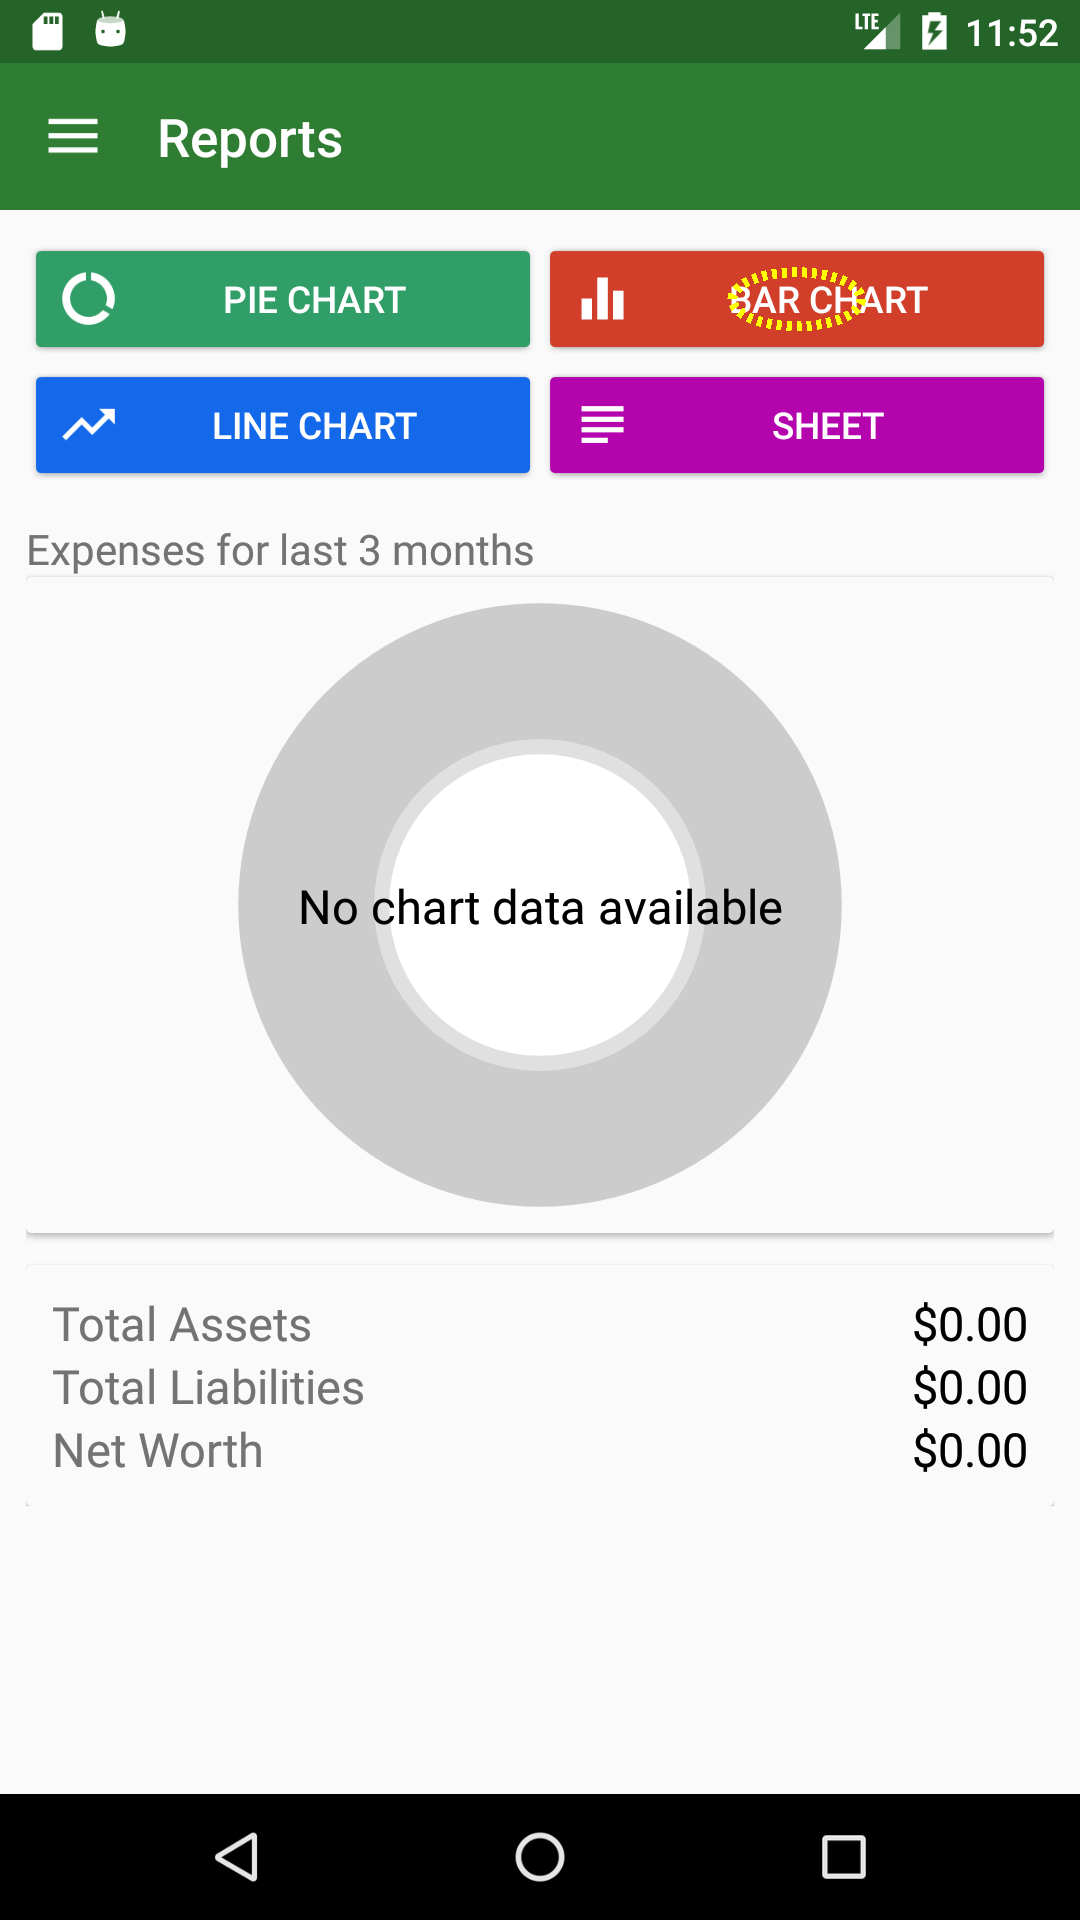 LTE 11:52
Reports
PIE CHART
BAR CHART
LINE CHART
SHEET
Expenses for last 3 months
No chart data available
Total Assets $0.00
Total Liabilities $0.00
Net Worth $0.00